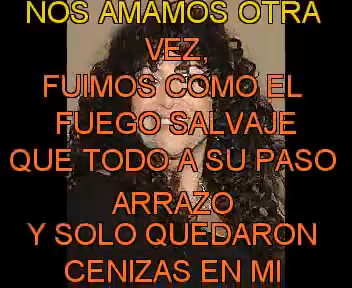 NOS AMAMOS OTRA
VEZ,
FUIMOS COMO EL
FUEGO SALVAJE
QUE TODO A SU PASO
ARRAZO
Y SOLO QUEDARON
CENIZAS EN MI